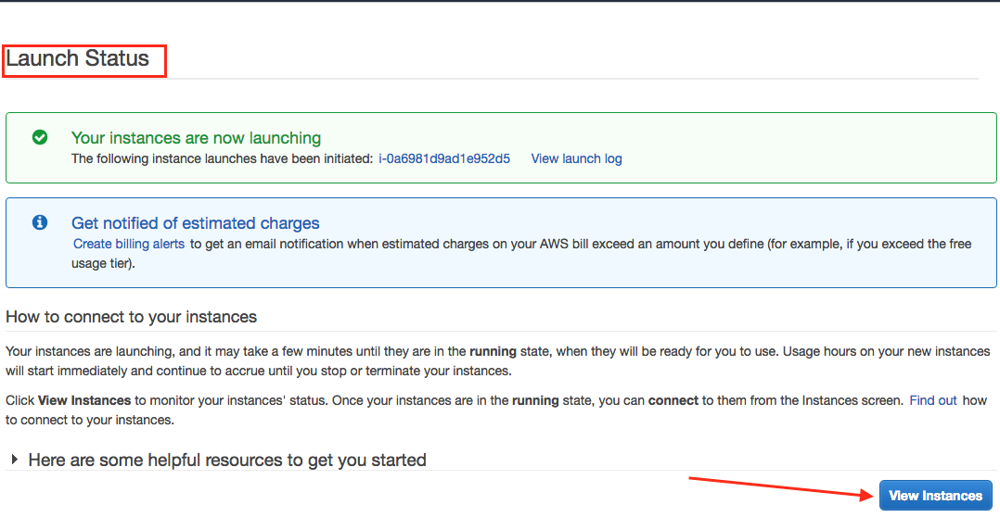 Launch Status
Your instances are now launching
The following instance launches have been initiated: i-0a6981d9ad1e952d5 View launch log
Get notified of estimated charges
Create billing alerts to get an email notification when estimated charges on your AWS bill exceed an amount you define (for example, if you exceed the free
usage tier).
How to connect to your instances
Your instances are launching, and it may take a few minutes until they are in the running state, when they will be ready for you to use. Usage hours on your new instances
will start immediately and continue to accrue until you stop or terminate your instances.
Click View Instances to monitor your instances' status. Once your instances are in the running state, you can connect to them from the Instances screen. Find out how
to connect to your instances.
Here are some helpful resources to get you started
View Instances